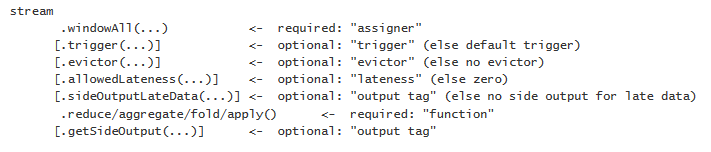 stream
       .windowAll(...)           <-  required: "assigner"
      [.trigger(...)]            <-  optional: "trigger" (else default trigger)
      [.evictor(...)]            <-  optional: "evictor" (else no evictor)
      [.allowedLateness(...)]    <-  optional: "lateness" (else zero)
      [.sideOutputLateData(...)] <-  optional: "output tag" (else no side output for late data)
       .reduce/aggregate/fold/apply()      <-  required: "function"
      [.getSideOutput(...)]      <-  optional: "output tag"